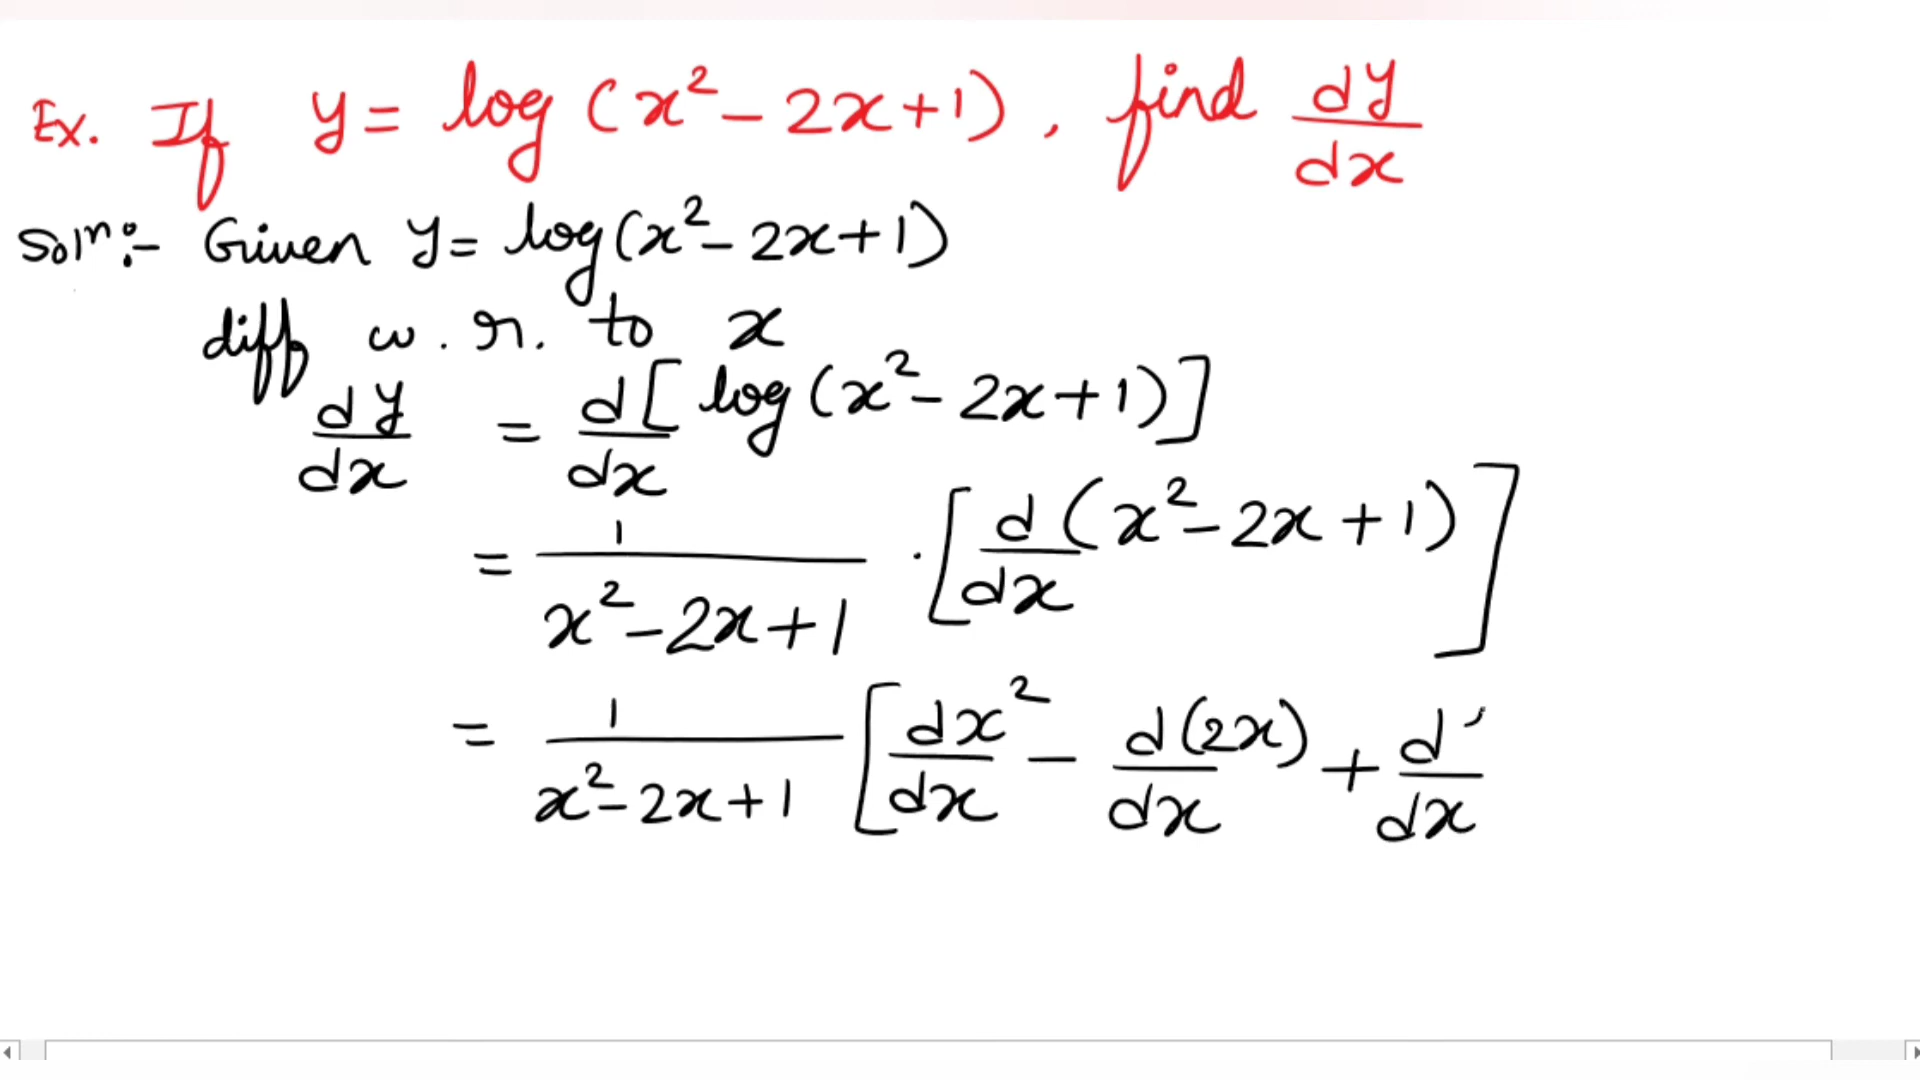 Ex. If y = log (x² - 2x + 1), find dy/dx
Solⁿ:- Given y = log (x² - 2x + 1)
diff w.r. to x
dy/dx = d/dx [log (x² - 2x + 1)]
= 1/(x² - 2x + 1) · [d/dx (x² - 2x + 1)]
= 1/(x² - 2x + 1) [dx²/dx - d(2x)/dx + d/dx